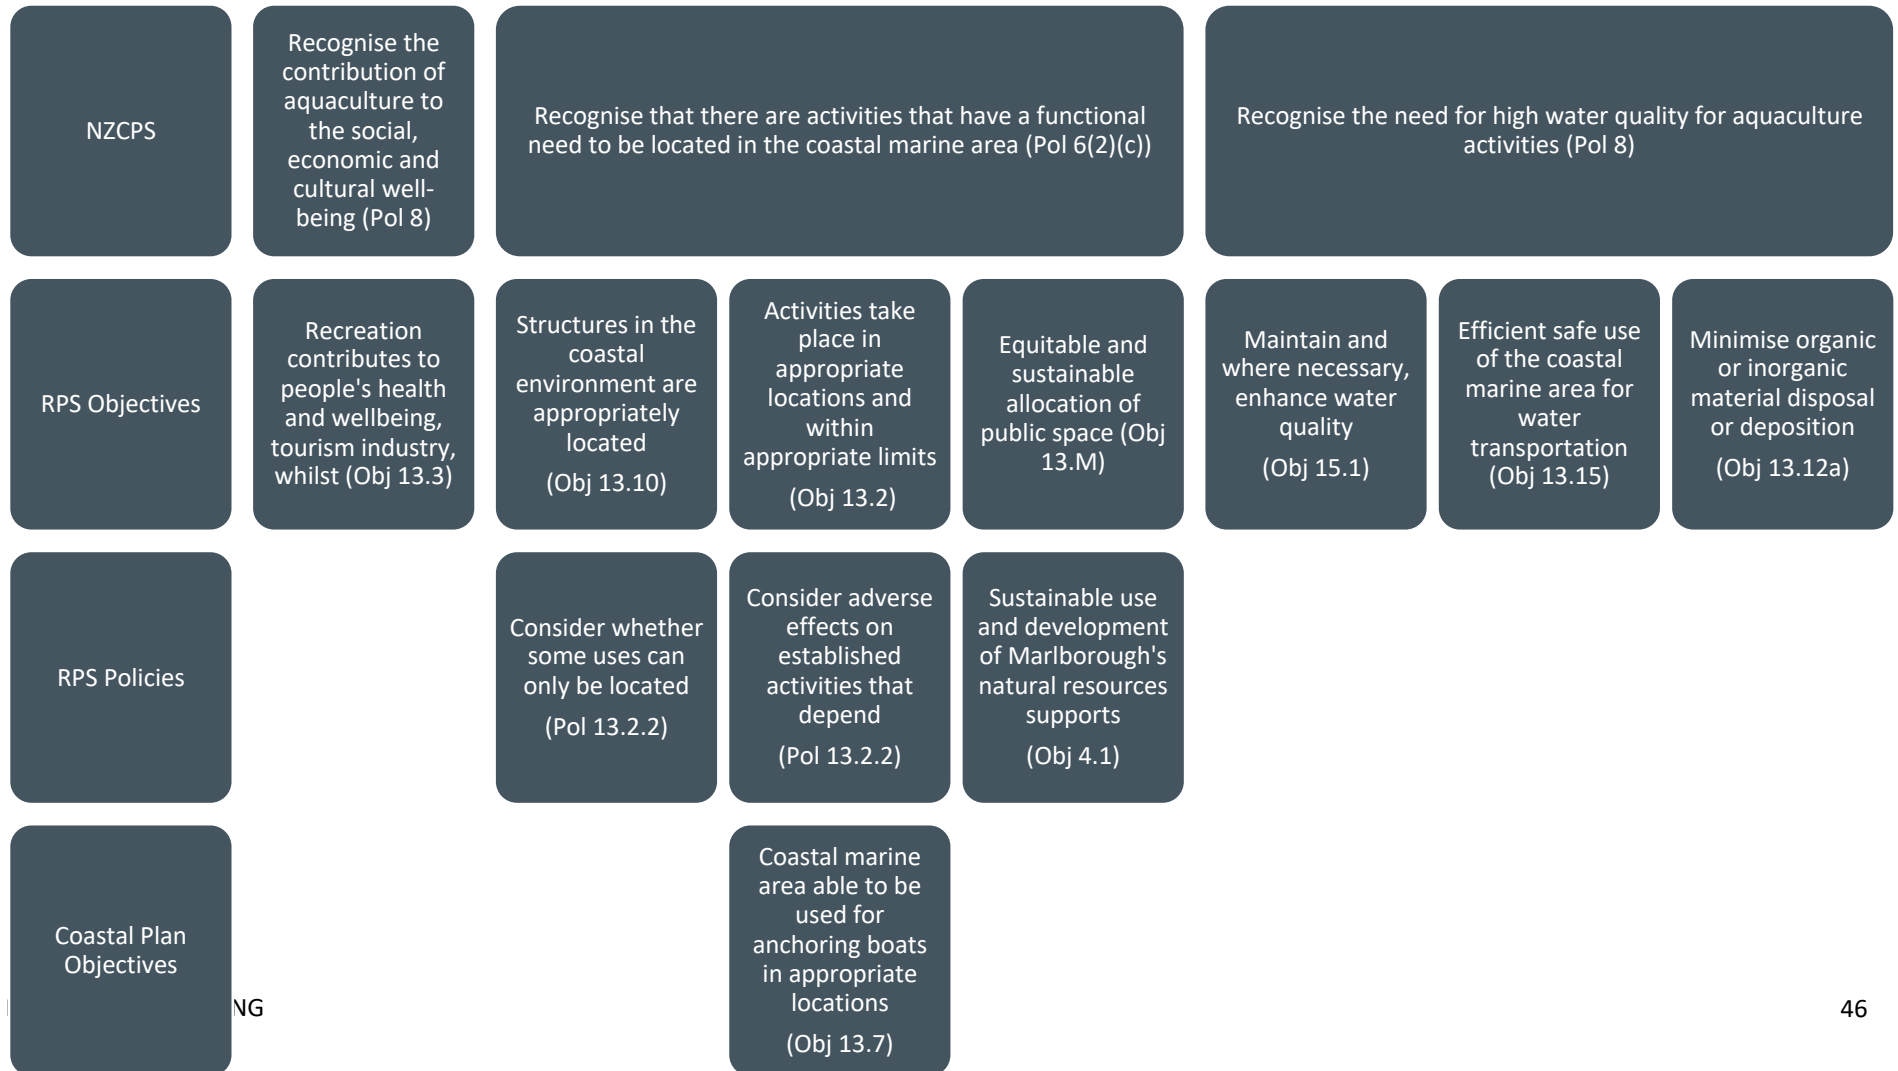 NZCPS
Recognise the
contribution of
aquaculture to
the social,
economic and
cultural well-
being (Pol 8)
Recognise that there are activities that have a functional
need to be located in the coastal marine area (Pol 6(2)(c))
Recognise the need for high water quality for aquaculture
activities (Pol 8)
RPS Objectives
Recreation
contributes to
people's health
and wellbeing,
tourism industry,
whilst (Obj 13.3)
Structures in the
coastal
environment are
appropriately
located
(Obj 13.10)
Activities take
place in
appropriate
locations and
within
appropriate limits
(Obj 13.2)
Equitable and
sustainable
allocation of
public space (Obj
13.M)
Maintain and
where necessary,
enhance water
quality
(Obj 15.1)
Efficient safe use
of the coastal
marine area for
water
transportation
(Obj 13.15)
Minimise organic
or inorganic
material disposal
or deposition
(Obj 13.12a)
RPS Policies
Consider whether
some uses can
only be located
(Pol 13.2.2)
Consider adverse
effects on
established
activities that
depend
(Pol 13.2.2)
Sustainable use
and development
of Marlborough's
natural resources
supports
(Obj 4.1)
Coastal Plan
Objectives
Coastal marine
area able to be
used for
anchoring boats
in appropriate
locations
(Obj 13.7)
NG
46